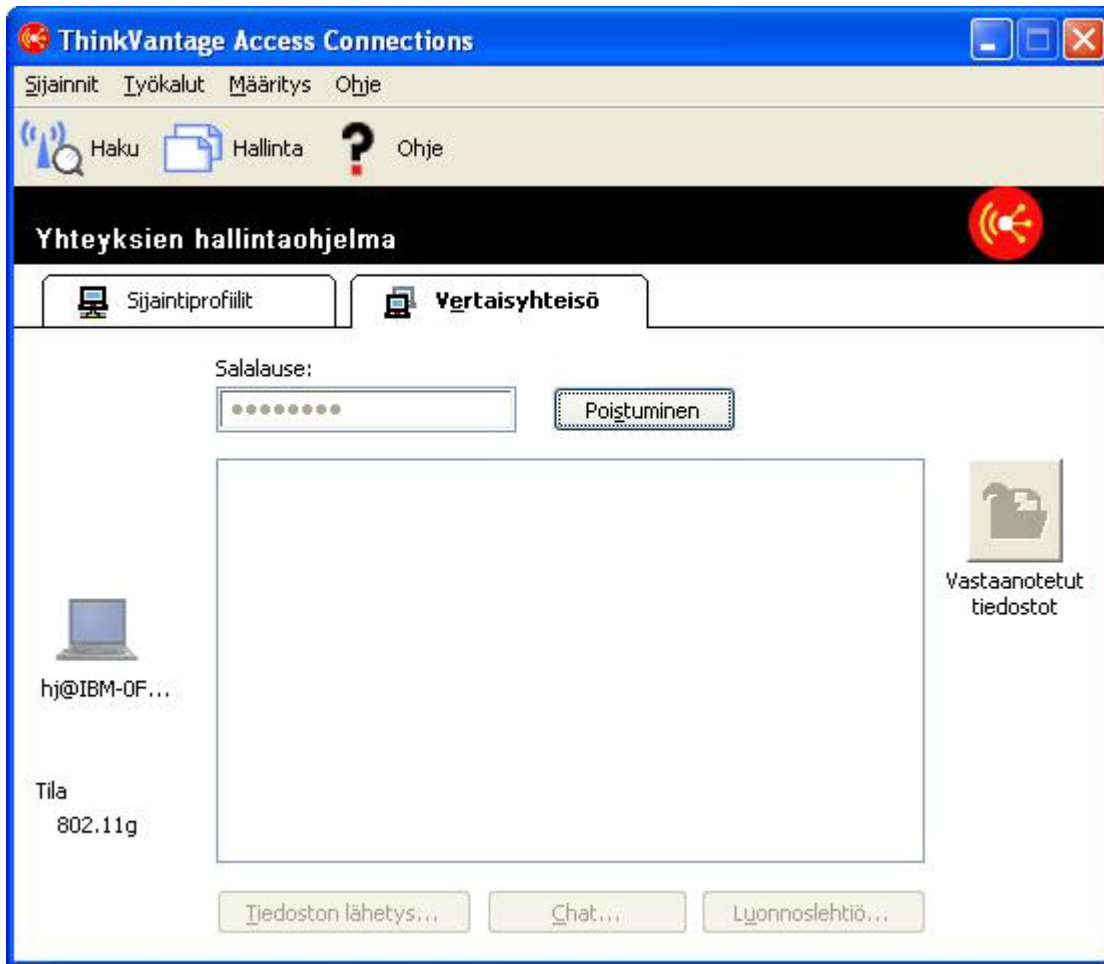 ThinkVantage Access Connections
Sijainnit Työkalut Määritys Ohje
Haku Hallinta Ohje
Yhteyksien hallintaohjelma
Sijaintiprofiilit Vertaisyhteisö
Salalause:
Poistuminen
Vastaanotetut
tiedostot
hj@IBM-0F...
Tila
802.11g
Tiedoston lähetys... Chat... Luonnoslehtiö...